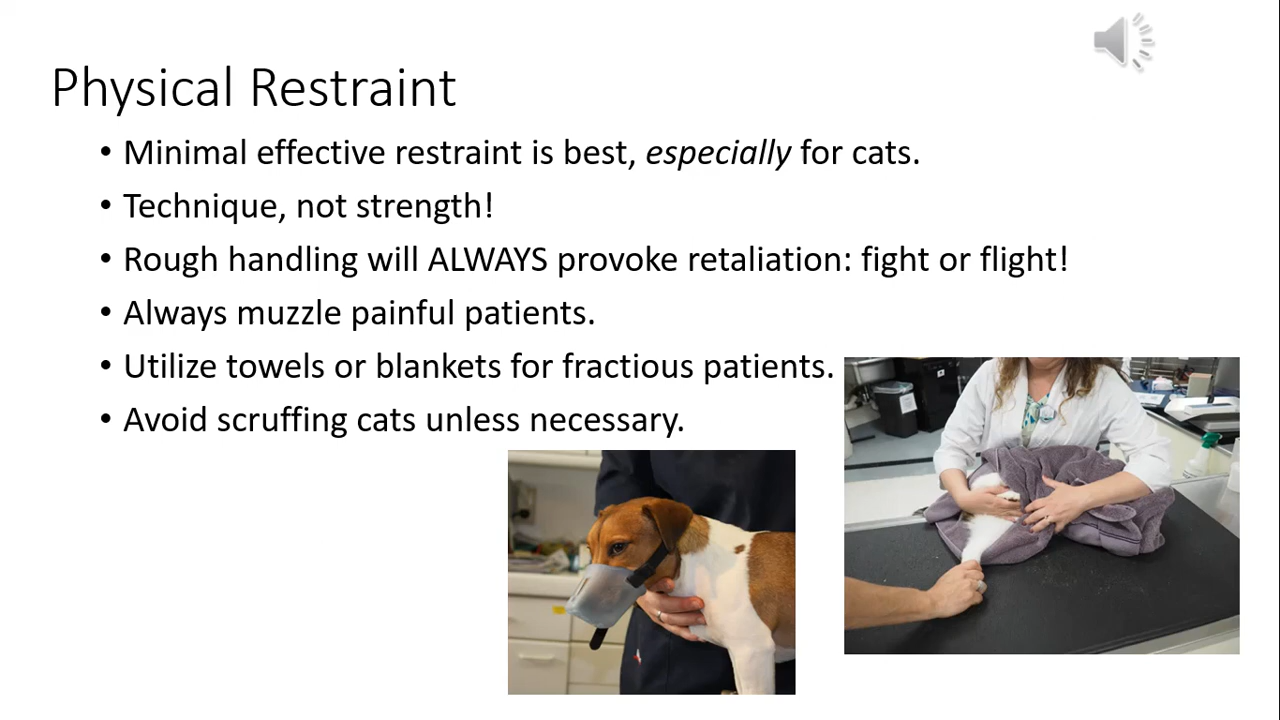 Physical Restraint
• Minimal effective restraint is best, especially for cats.
• Technique, not strength!
• Rough handling will ALWAYS provoke retaliation: fight or flight!
• Always muzzle painful patients.
• Utilize towels or blankets for fractious patients.
• Avoid scruffing cats unless necessary.